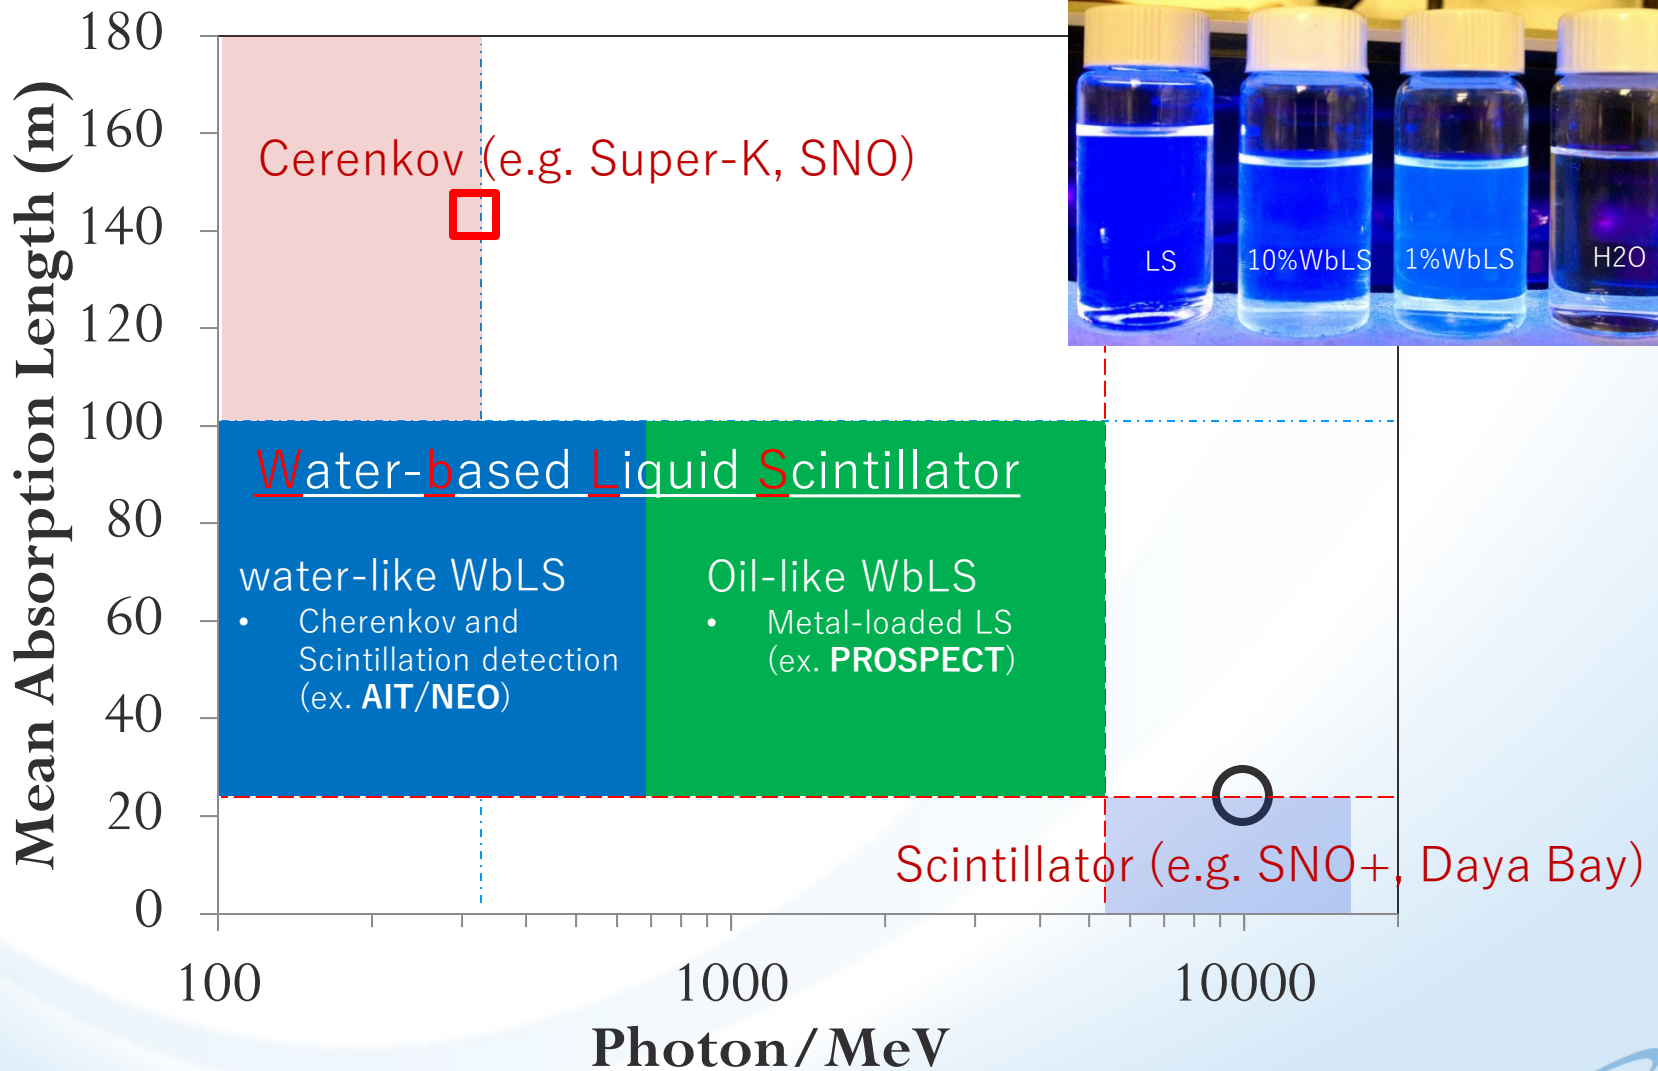 Mean Absorption Length (m)
180
160
140
120
100
80
60
40
20
0
Cerenkov (e.g. Super-K, SNO)
LS
10%WbLS
1%WbLS
H2O
Water-based Liquid Scintillator
water-like WbLS
• Cherenkov and
Scintillation detection
(ex. AIT/NEO)
Oil-like WbLS
• Metal-loaded LS
(ex. PROSPECT)
Scintillator (e.g. SNO+, Daya Bay)
100
1000
10000
Photon/MeV